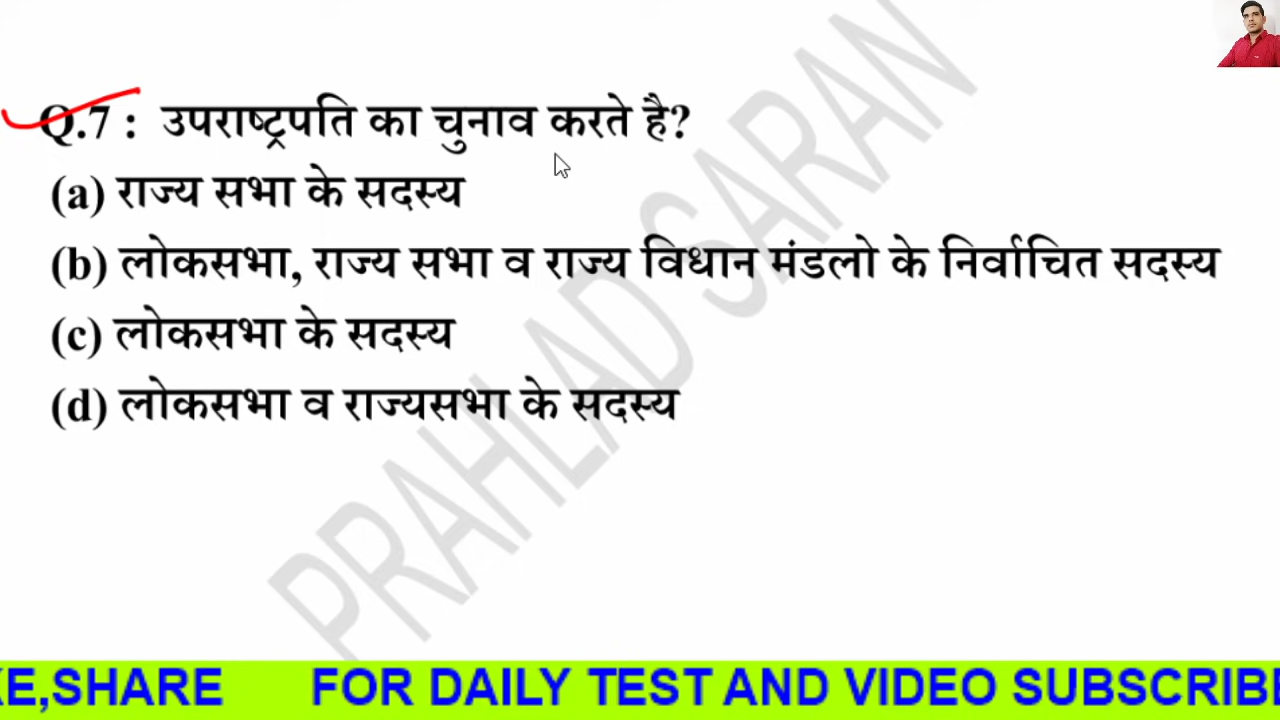 Q.7 : उपराष्ट्रपति का चुनाव करते है?
(a) राज्य सभा के सदस्य
(b) लोकसभा, राज्य सभा व राज्य विधान मंडलो के निर्वाचित सदस्य
(c) लोकसभा के सदस्य
(d) लोकसभा व राज्यसभा के सदस्य
PRAHLAD SARAN
KE,SHARE FOR DAILY TEST AND VIDEO SUBSCRIBE